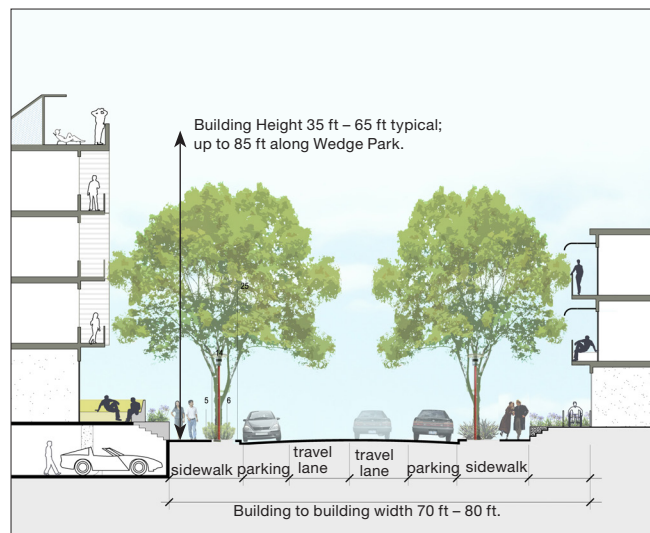 Building Height 35 ft – 65 ft typical;
up to 85 ft along Wedge Park.
25
14
5
6
sidewalk
parking
travel
lane
travel
lane
parking
sidewalk
Building to building width 70 ft – 80 ft.